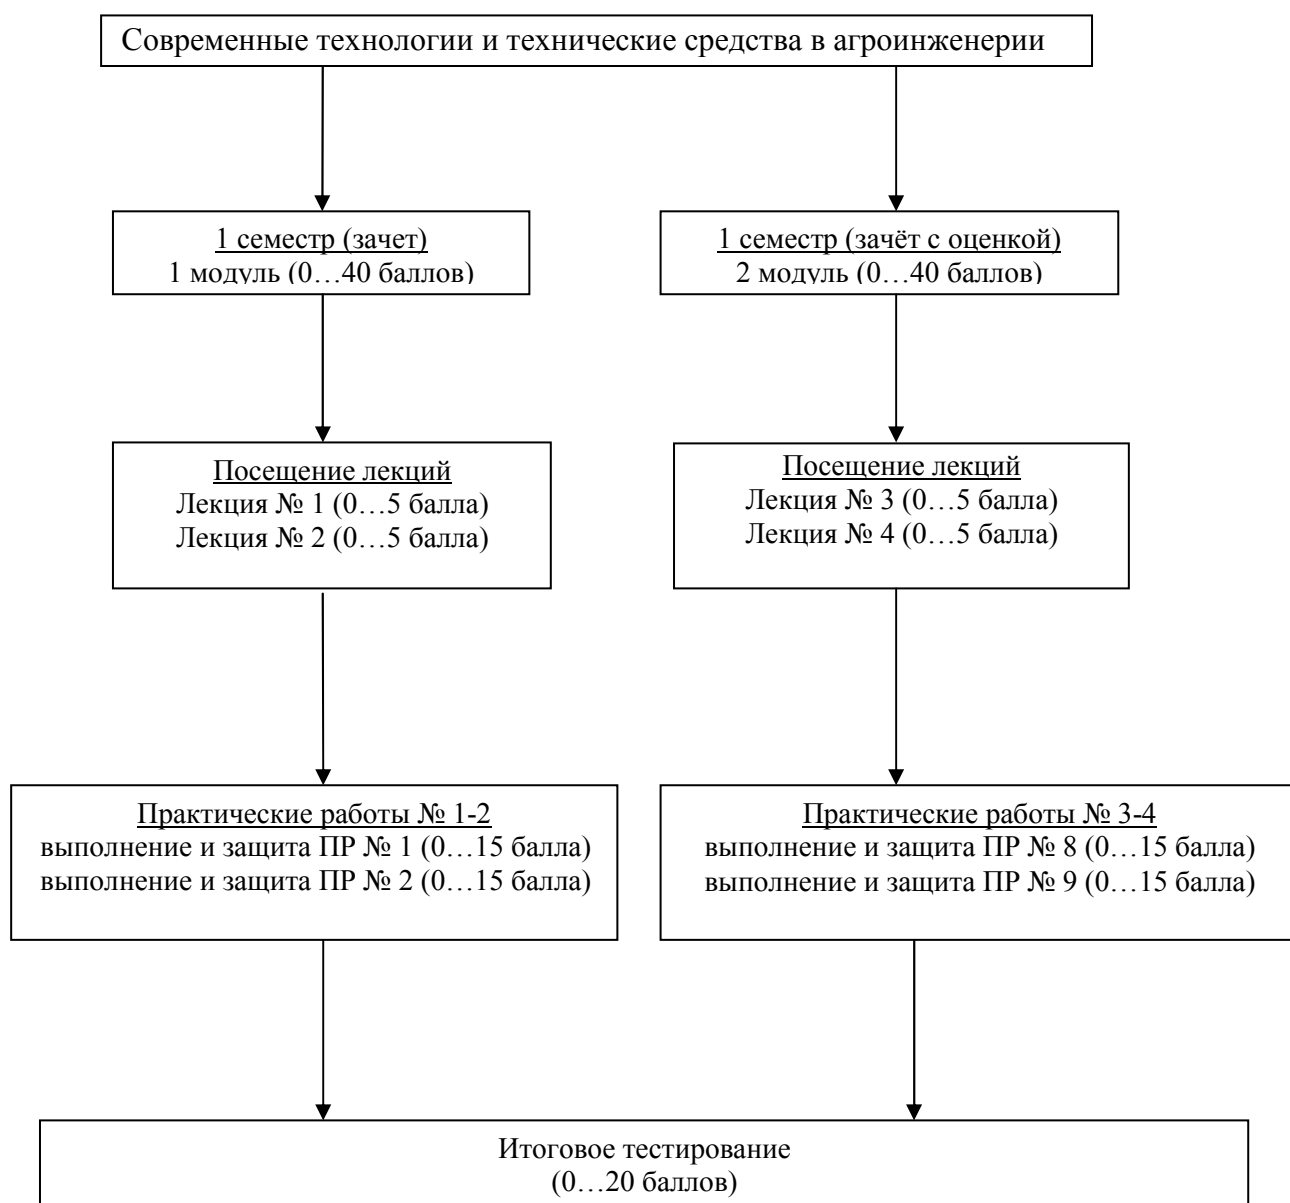 Современные технологии и технические средства в агроинженерии
1 семестр (зачет)
1 модуль (0…40 баллов)
1 семестр (зачёт с оценкой)
2 модуль (0…40 баллов)
Посещение лекций
Лекция № 1 (0…5 балла)
Лекция № 2 (0…5 балла)
Посещение лекций
Лекция № 3 (0…5 балла)
Лекция № 4 (0…5 балла)
Практические работы № 1-2
выполнение и защита ПР № 1 (0…15 балла)
выполнение и защита ПР № 2 (0…15 балла)
Практические работы № 3-4
выполнение и защита ПР № 8 (0…15 балла)
выполнение и защита ПР № 9 (0…15 балла)
Итоговое тестирование
(0…20 баллов)